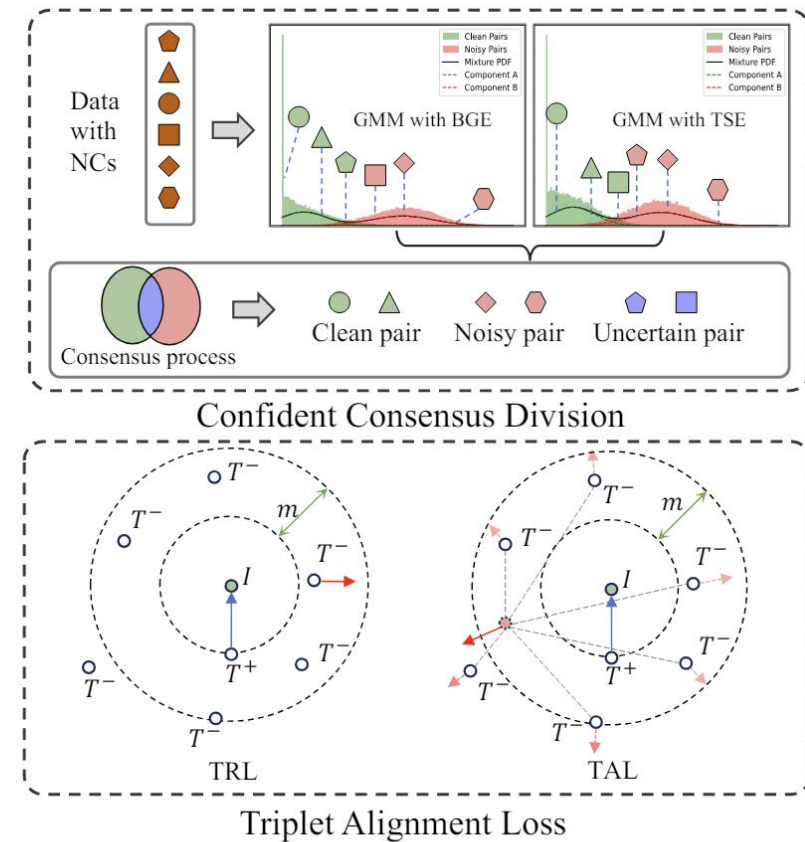 Data
with
NCs
Clean Pairs
Noisy Pairs
Mixture PDF
Component A
Component B
GMM with BGE
Clean Pairs
Noisy Pairs
Mixture PDF
Component A
Component B
GMM with TSE
Consensus process
Clean pair
Noisy pair
Uncertain pair
Confident Consensus Division
T⁻
m
T⁻
T⁻
I
T⁻
T⁺
T⁻
T⁻
TRL
T⁻
m
T⁻
T⁻
I
T⁻
T⁺
T⁻
T⁻
TAL
Triplet Alignment Loss